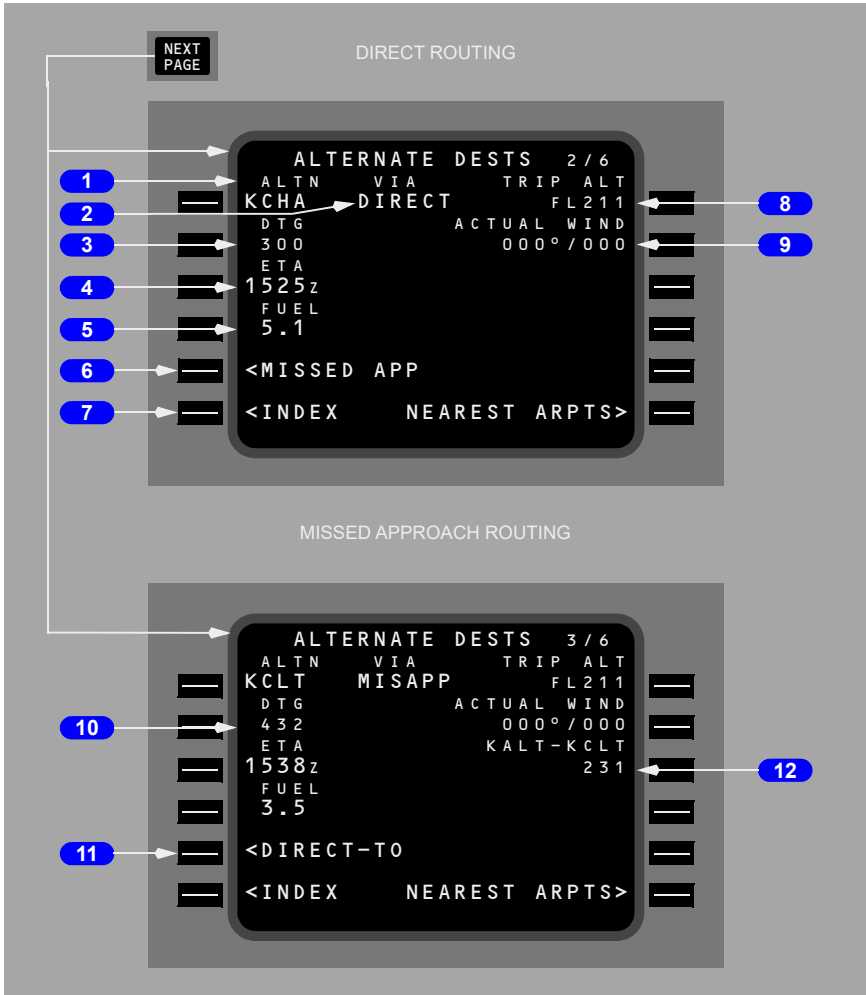 NEXT
PAGE
DIRECT ROUTING
ALTERNATE DESTS 2/6
1
ALTN VIA TRIP ALT
2
KCHA DIRECT FL211
8
DTG ACTUAL WIND
3
300 000°/000
9
ETA
4
1525z
FUEL
5
5.1
6
<MISSED APP
7
<INDEX NEAREST ARPTS>
MISSED APPROACH ROUTING
ALTERNATE DESTS 3/6
ALTN VIA TRIP ALT
KCLT MISAPP FL211
DTG ACTUAL WIND
10
432 000°/000
ETA KALT-KCLT
1538z 231
12
FUEL
3.5
11
<DIRECT-TO
<INDEX NEAREST ARPTS>